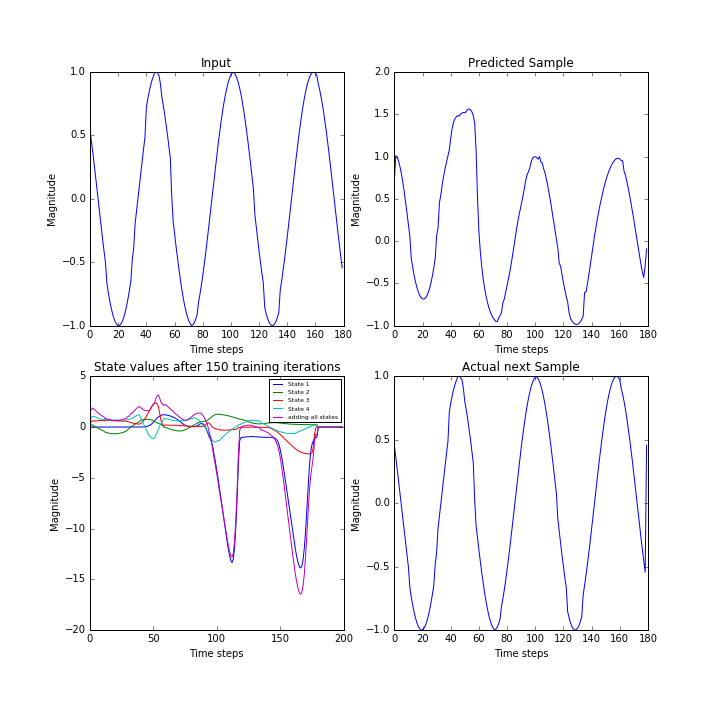 Input
1.0
0.5
0.0
−0.5
−1.0
Magnitude
0 20 40 60 80 100 120 140 160 180
Time steps
Predicted Sample
2.0
1.5
1.0
0.5
0.0
−0.5
−1.0
Magnitude
0 20 40 60 80 100 120 140 160 180
Time steps
State values after 150 training iterations
5
0
−5
−10
−15
−20
Magnitude
State 1
State 2
State 3
State 4
adding all states
0 50 100 150 200
Time steps
Actual next Sample
1.0
0.5
0.0
−0.5
−1.0
Magnitude
0 20 40 60 80 100 120 140 160 180
Time steps